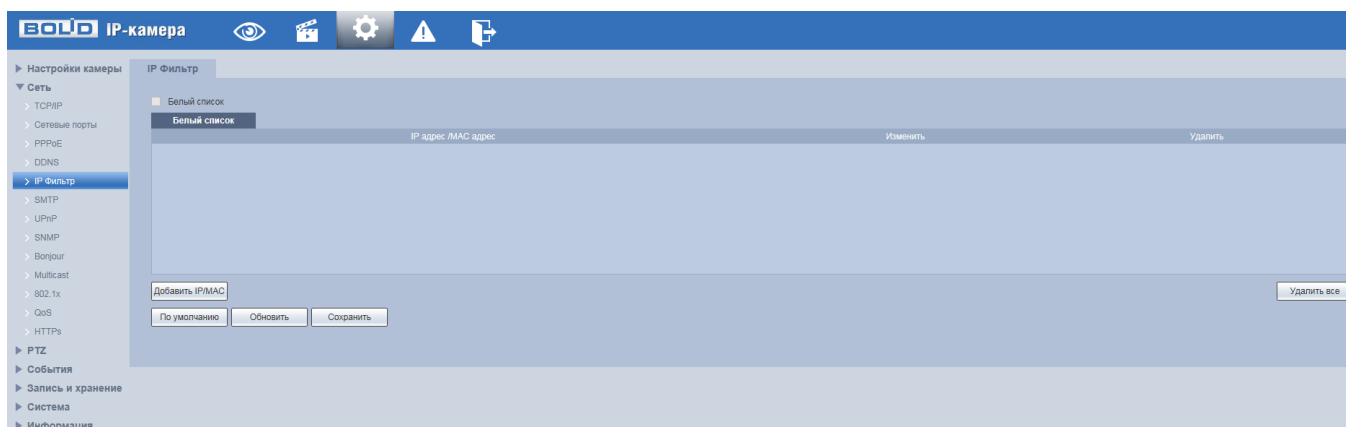 BOLID IP-камера
Настройки камеры
Сеть
TCP/IP
Сетевые порты
PPPoE
DDNS
IP Фильтр
SMTP
UPnP
SNMP
Bonjour
Multicast
802.1x
QoS
HTTPs
PTZ
События
Запись и хранение
Система
Информация
IP Фильтр
Белый список
Белый список
IP адрес /MAC адрес Изменить Удалить
Добавить IP/MAC Удалить все
По умолчанию Обновить Сохранить